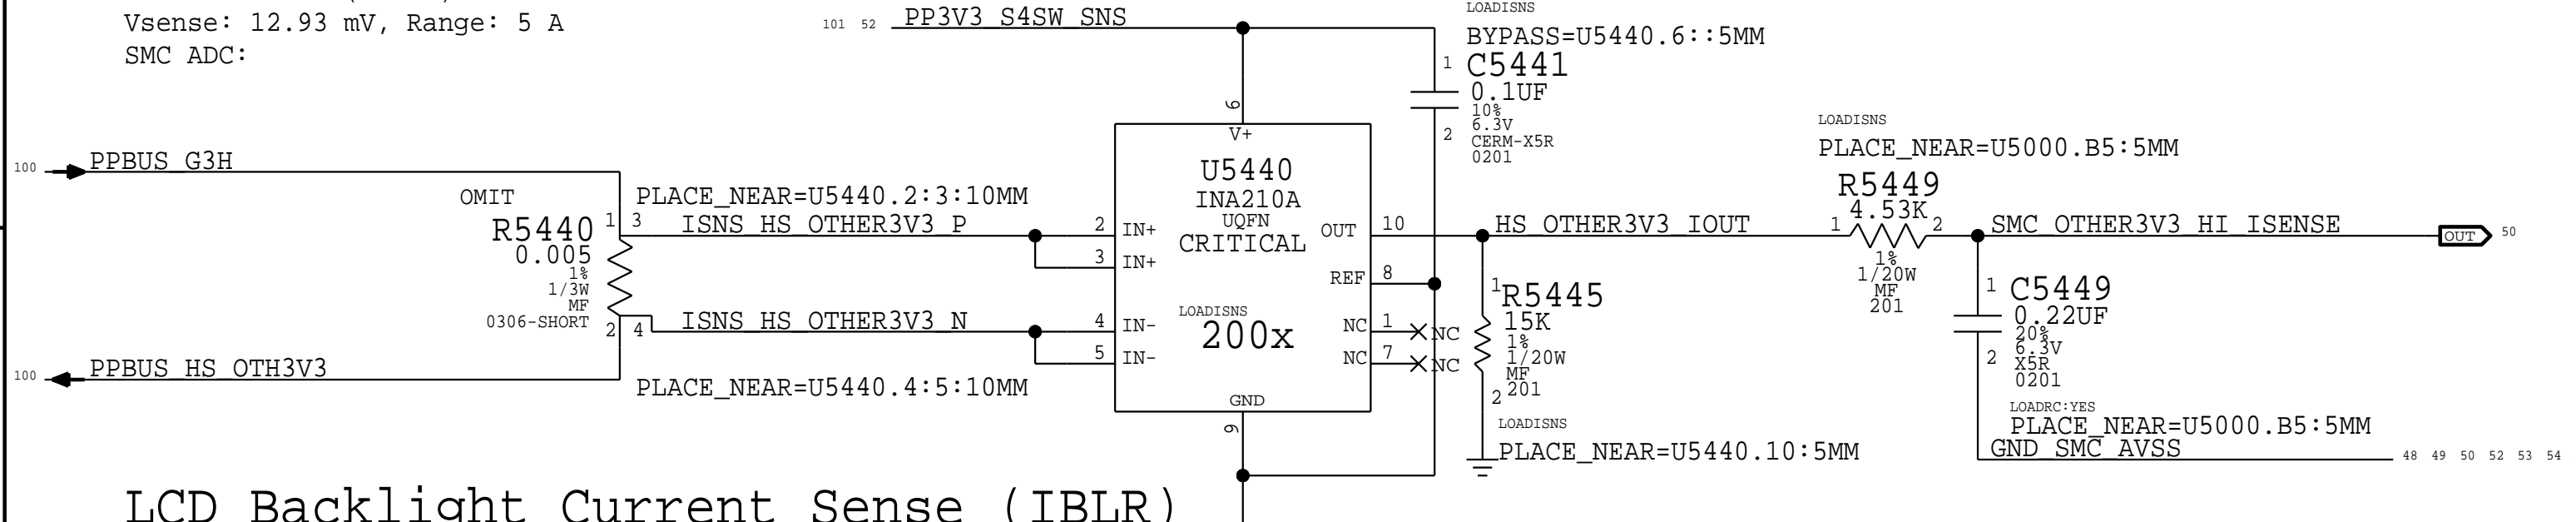 Vsense: 12.93 mV, Range: 5 A
SMC ADC:
101 52 PP3V3_S4SW_SNS
LOADISNS
BYPASS=U5440.6::5MM
1 C5441
0.1UF
10%
6.3V
2 CERM-X5R
0201
6
V+
U5440
INA210A
UQFN
CRITICAL
LOADISNS
200x
100 PPBUS_G3H
OMIT
R5440
0.005
1%
1/3W
MF
0306-SHORT
1 3
2 4
PLACE_NEAR=U5440.2:3:10MM
ISNS_HS_OTHER3V3_P
2 IN+
3 IN+
ISNS_HS_OTHER3V3_N
4 IN-
5 IN-
100 PPBUS_HS_OTH3V3
PLACE_NEAR=U5440.4:5:10MM
OUT 10
REF 8
NC 1 NC
NC 7 NC
GND
9
HS_OTHER3V3_IOUT
1
R5445
15K
1%
1/20W
MF
201
2
LOADISNS
PLACE_NEAR=U5440.10:5MM
LOADISNS
PLACE_NEAR=U5000.B5:5MM
R5449
4.53K
1 2
1%
1/20W
MF
201
SMC_OTHER3V3_HI_ISENSE
OUT 50
1 C5449
0.22UF
20%
6.3V
2 X5R
0201
LOADRC:YES
PLACE_NEAR=U5000.B5:5MM
GND_SMC_AVSS
48 49 50 52 53 54
LCD Backlight Current Sense (IBLR)